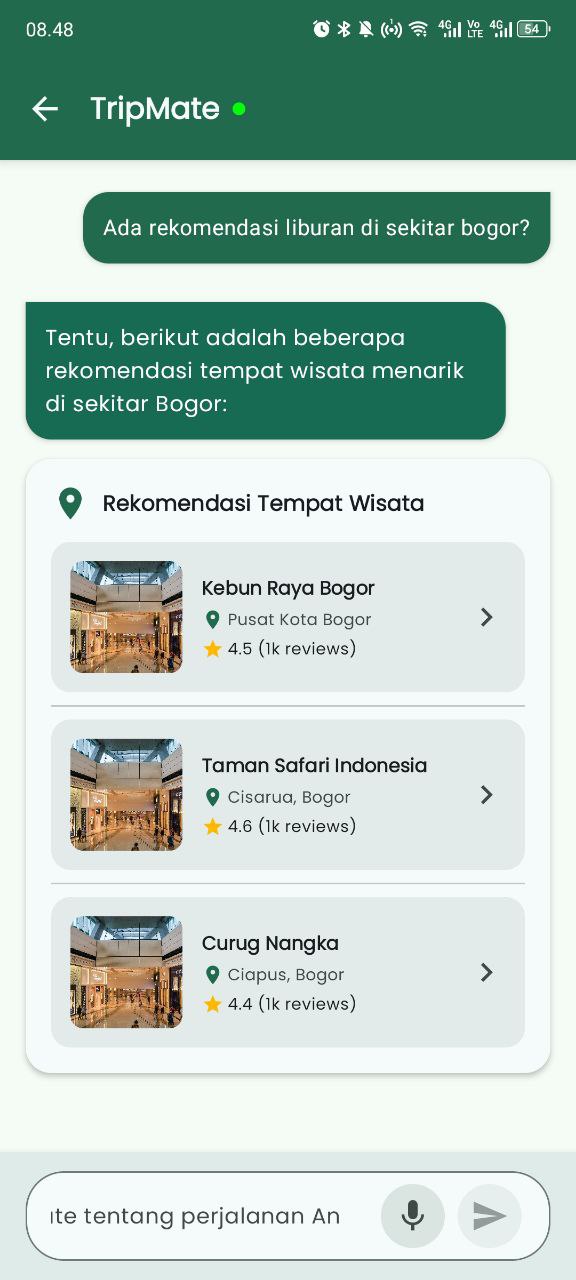 08.48
4G Vo LTE 4G 54
TripMate
Ada rekomendasi liburan di sekitar bogor?
Tentu, berikut adalah beberapa
rekomendasi tempat wisata menarik
di sekitar Bogor:
Rekomendasi Tempat Wisata
Kebun Raya Bogor
Pusat Kota Bogor
4.5 (1k reviews)
Taman Safari Indonesia
Cisarua, Bogor
4.6 (1k reviews)
Curug Nangka
Ciapus, Bogor
4.4 (1k reviews)
te tentang perjalanan An